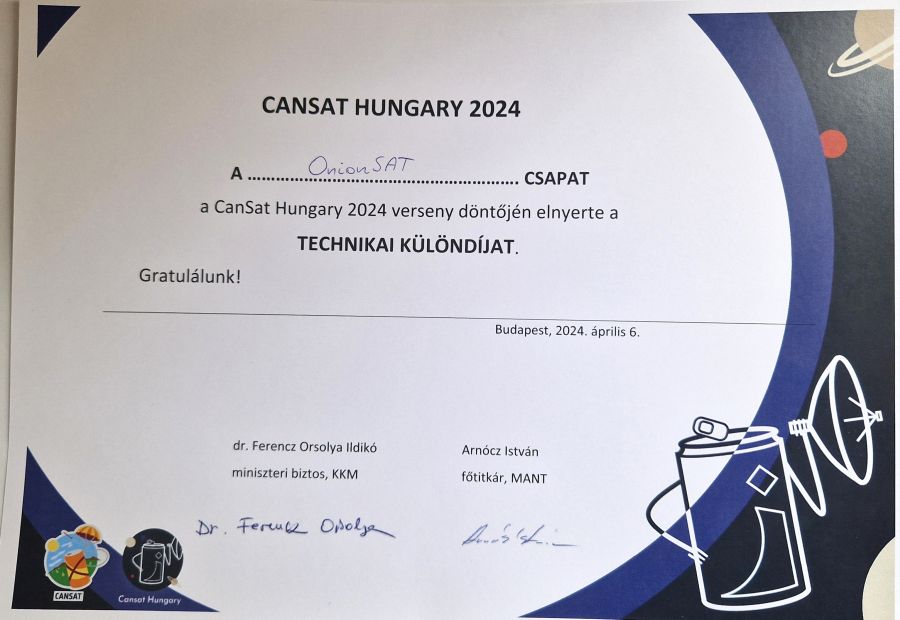 CANSAT HUNGARY 2024
A OnionSAT CSAPAT
a CanSat Hungary 2024 verseny döntőjén elnyerte a
TECHNIKAI KÜLÖNDÍJAT.
Gratulálunk!
Budapest, 2024. április 6.
dr. Ferencz Orsolya Ildikó
miniszteri biztos, KKM
Arnócz István
főtitkár, MANT
Dr. Ferencz Orsolya
CANSAT
Cansat Hungary